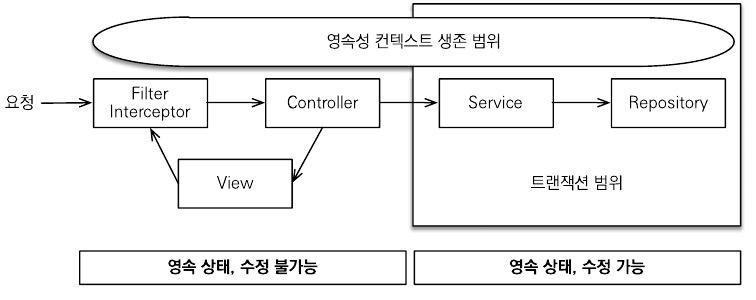 영속성 컨텍스트 생존 범위
요청
Filter
Interceptor
Controller
Service
Repository
View
트랜잭션 범위
영속 상태, 수정 불가능
영속 상태, 수정 가능